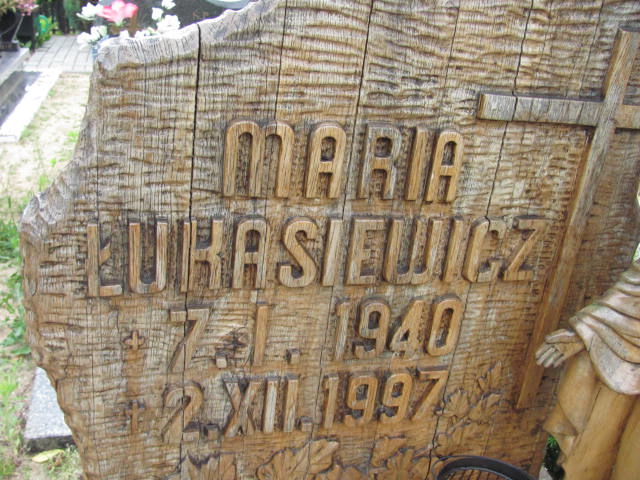 MARIA
ŁUKASIEWICZ
+ 7. I. 1940
+ 2.XII.1997